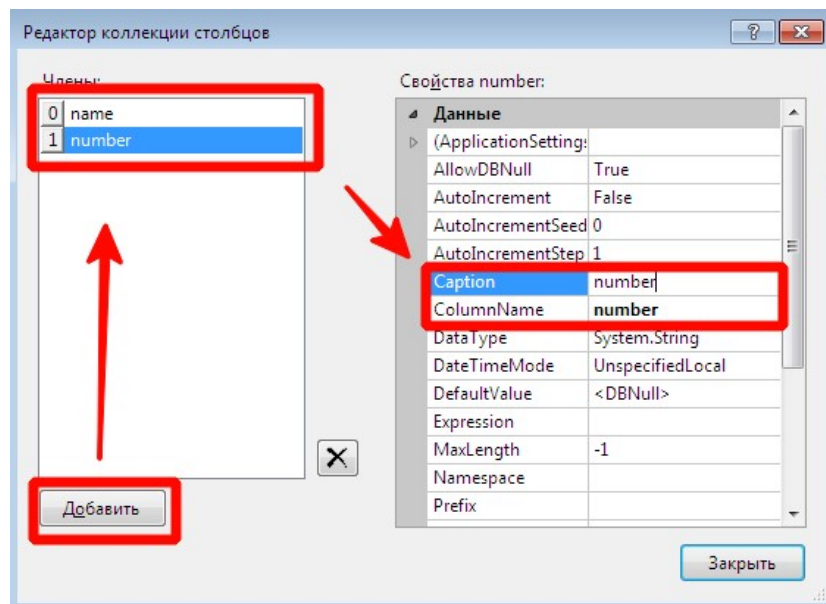 Редактор коллекции столбцов
Члены:
Свойства number:
0 name
1 number
Данные
(ApplicationSettings
AllowDBNull True
AutoIncrement False
AutoIncrementSeed 0
AutoIncrementStep 1
Caption number
ColumnName number
DataType System.String
DateTimeMode UnspecifiedLocal
DefaultValue <DBNull>
Expression
MaxLength -1
Namespace
Prefix
Добавить
Закрыть